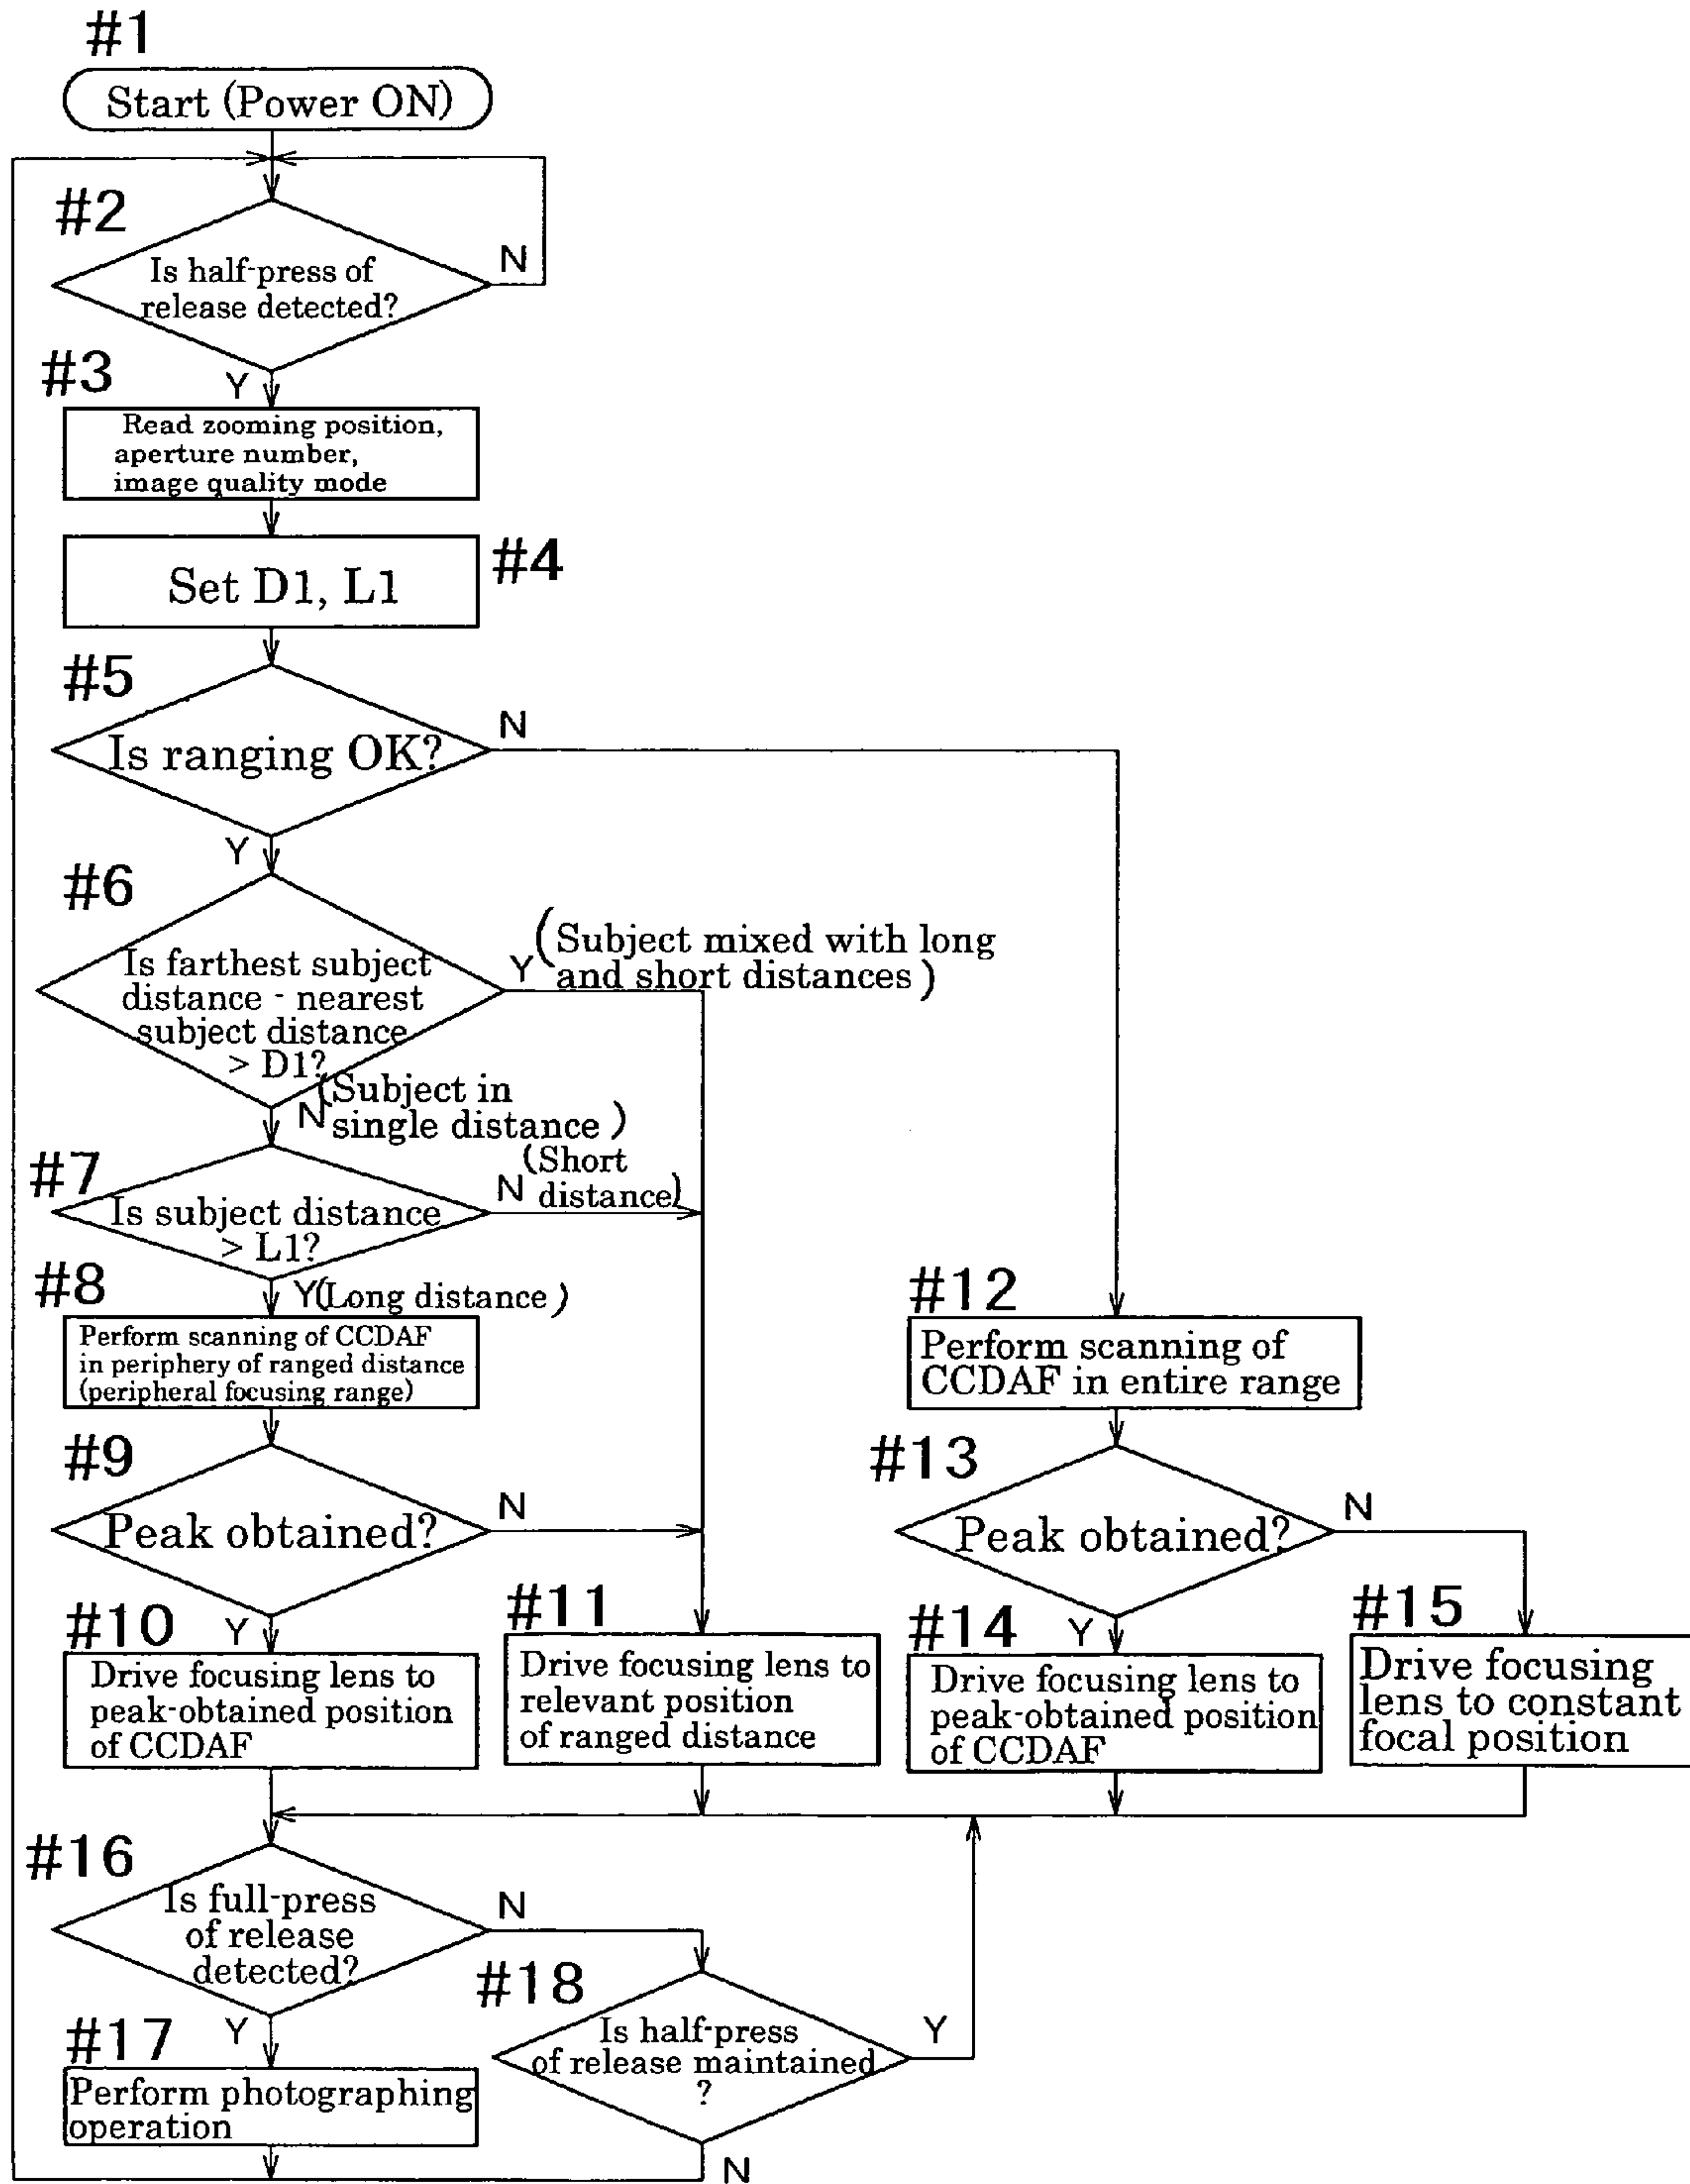 #1
Start (Power ON)
#2
Is half-press of
release detected?
N
Y
#3
Read zooming position,
aperture number,
image quality mode
#4
Set D1, L1
#5
Is ranging OK?
N
Y
#6
Is farthest subject
distance - nearest
subject distance
> D1?
Y
(Subject mixed with long
and short distances)
N
(Subject in
single distance)
#7
Is subject distance
> L1?
N
(Short
distance)
Y(Long distance)
#8
Perform scanning of CCDAF
in periphery of ranged distance
(peripheral focusing range)
#12
Perform scanning of
CCDAF in entire range
#9
Peak obtained?
N
Y
#13
Peak obtained?
N
Y
#10
Drive focusing lens to
peak-obtained position
of CCDAF
#11
Drive focusing lens to
relevant position
of ranged distance
#14
Drive focusing lens to
peak-obtained position
of CCDAF
#15
Drive focusing
lens to constant
focal position
#16
Is full-press
of release
detected?
N
Y
#18
Is half-press
of release maintained
?
Y
N
#17
Perform photographing
operation